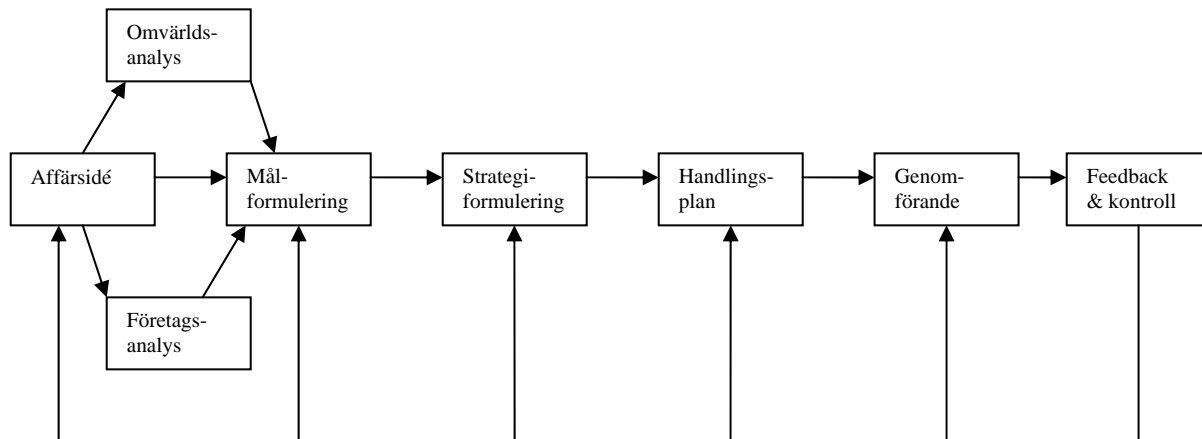 Omvärlds-
analys
Affärsidé
Mål-
formulering
Strategi-
formulering
Handlings-
plan
Genom-
förande
Feedback
& kontroll
Företags-
analys